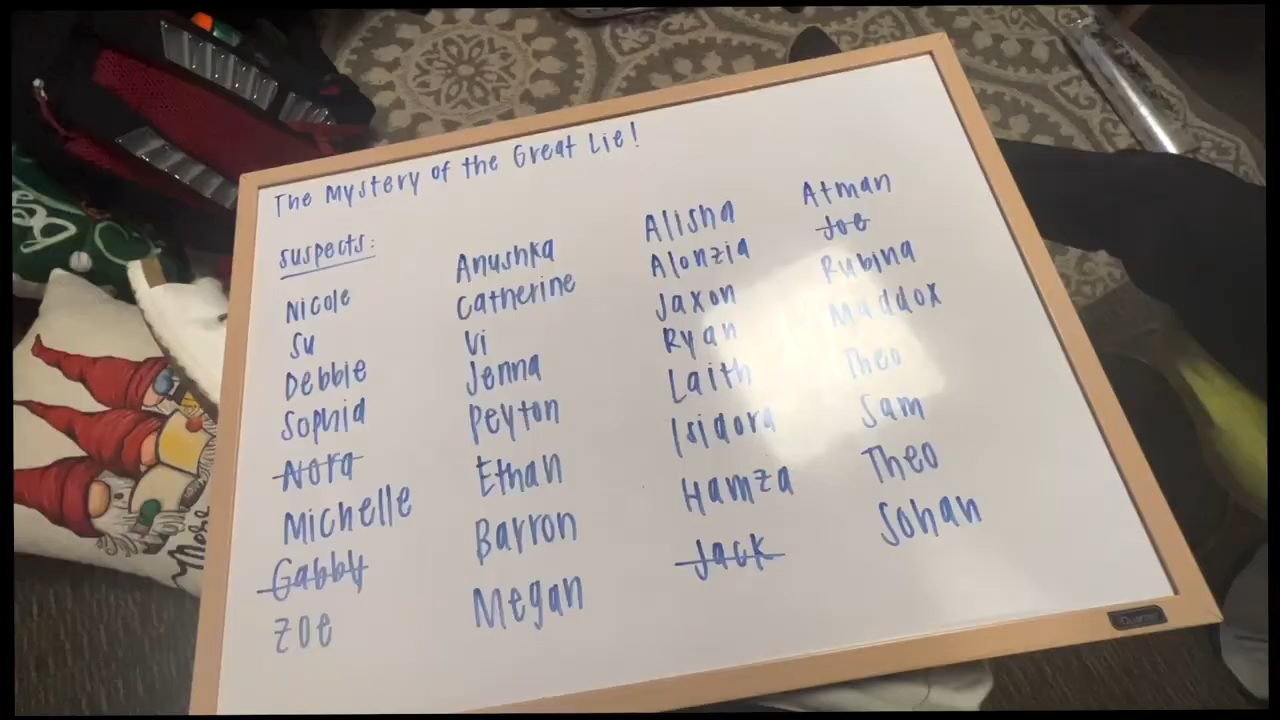 The Mystery of the Great Lie!
suspects:
Nicole
Su
Debbie
Sophia
Nora
Michelle
Gabby
Zoe
Anushka
Catherine
Vi
Jenna
Peyton
Ethan
Barron
Megan
Alisha
Alonzia
Jaxon
Ryan
Laith
Isidora
Hamza
Jack
Atman
Joe
Rubina
Maddox
Theo
Sam
Theo
Sohan
Quartet